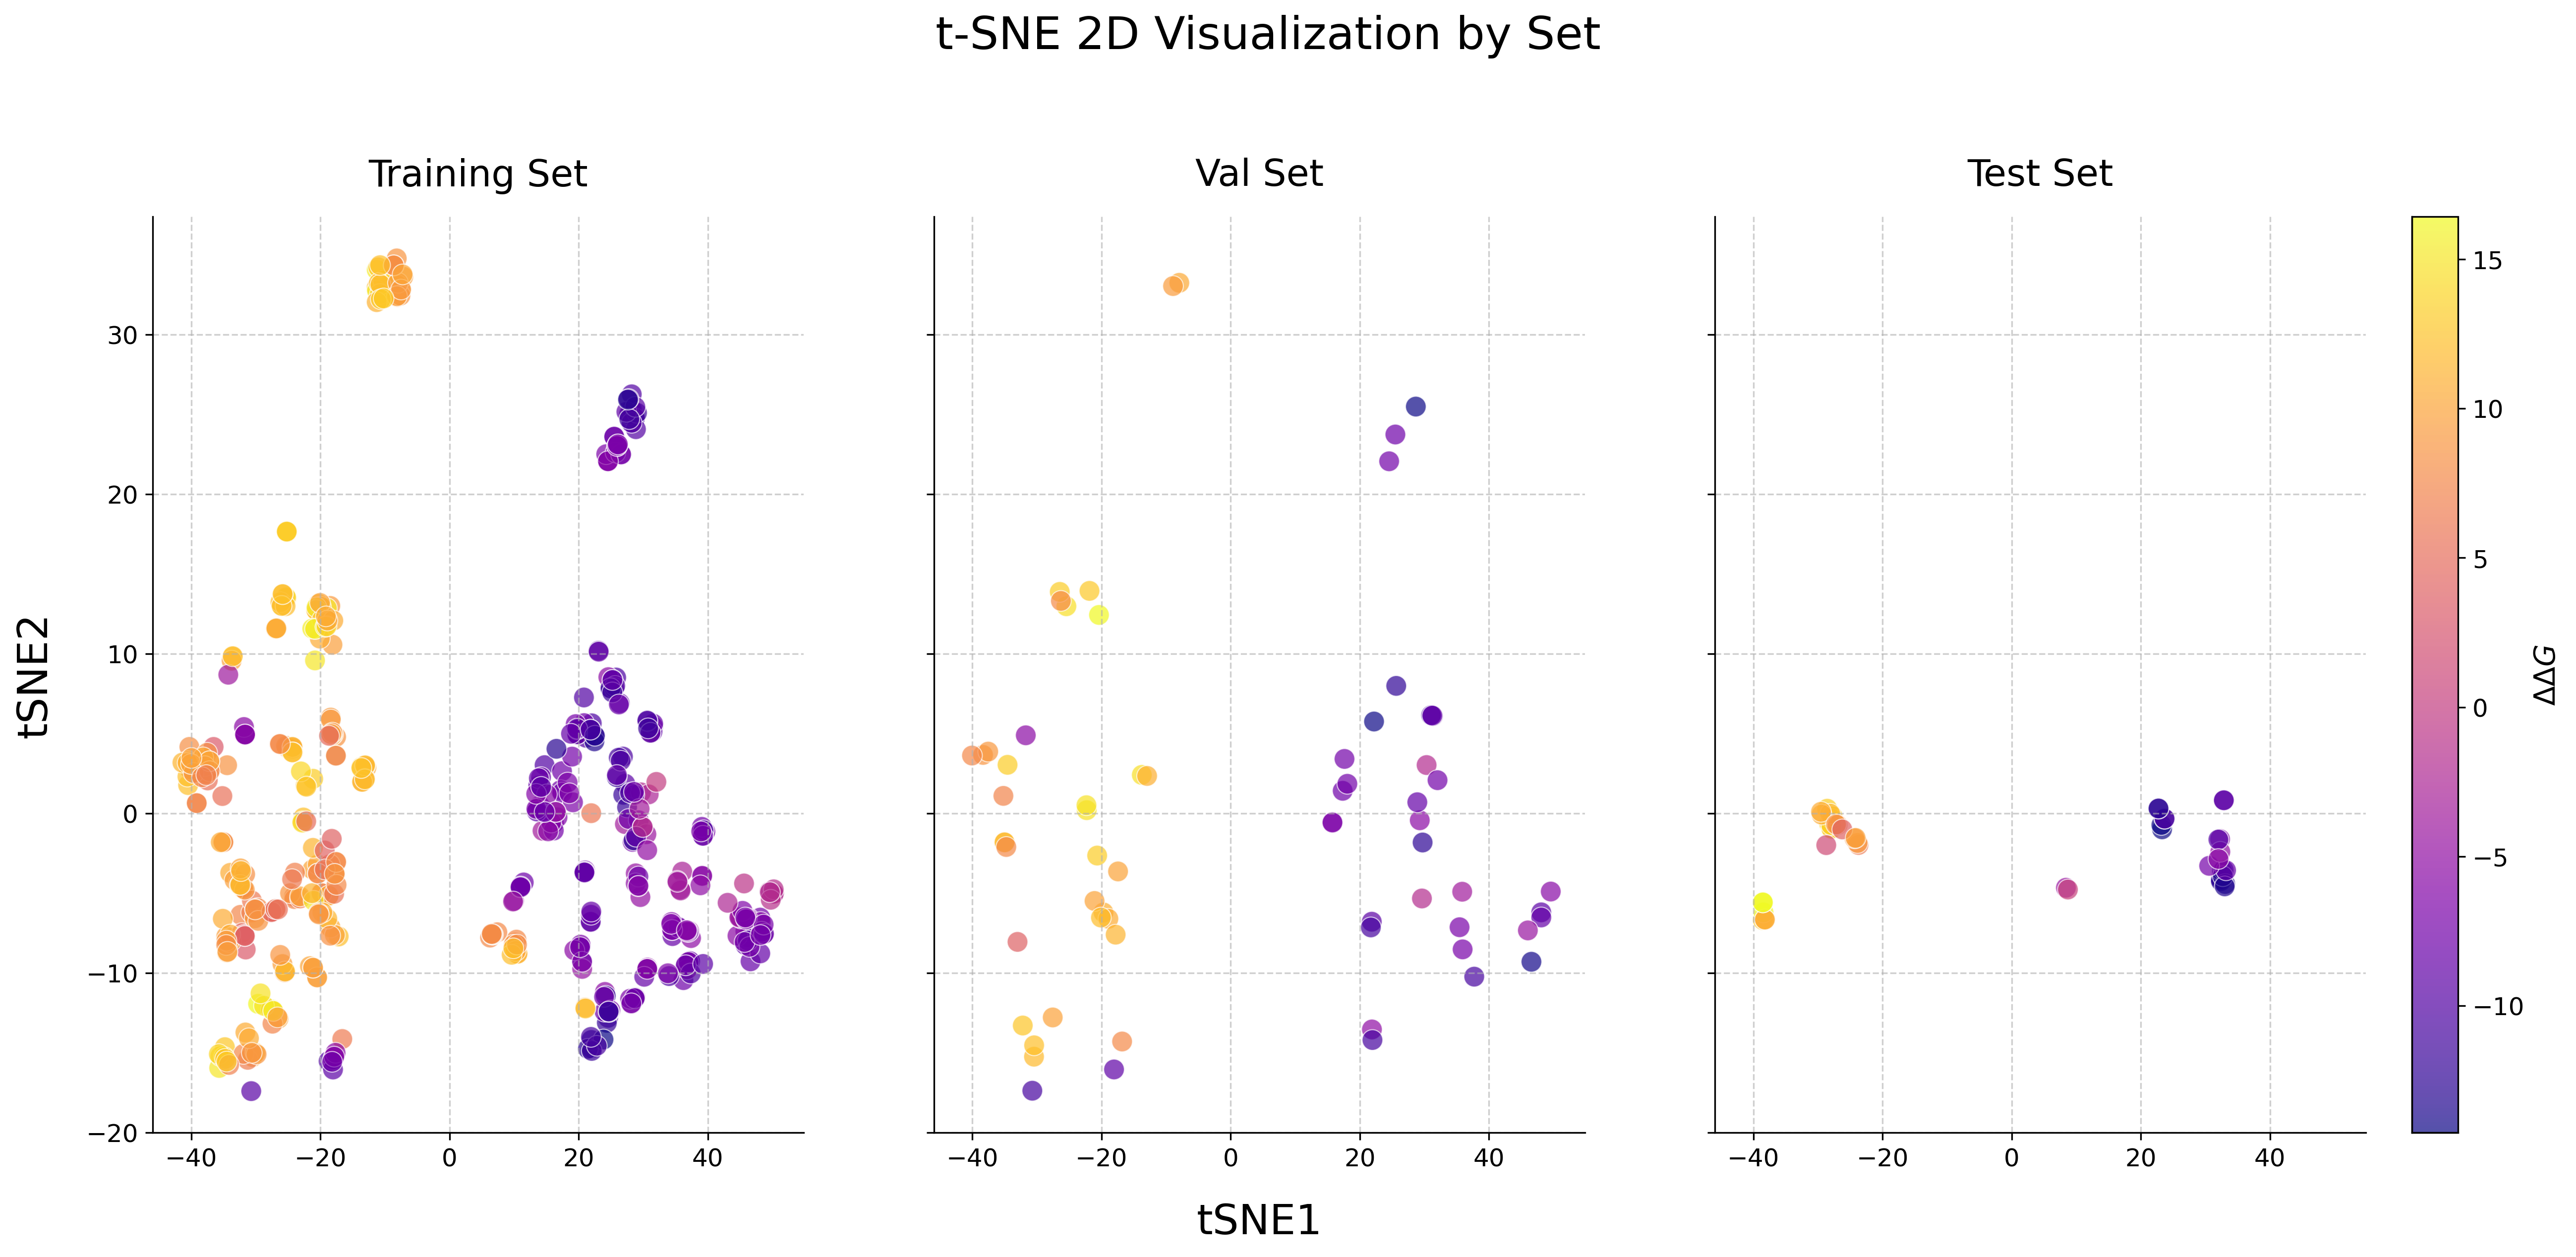 t-SNE 2D Visualization by Set
Training Set
Val Set
Test Set
tSNE2
30
20
10
0
−10
−20
−40 −20 0 20 40
−40 −20 0 20 40
−40 −20 0 20 40
tSNE1
15
10
5
0
−5
−10
ΔΔG